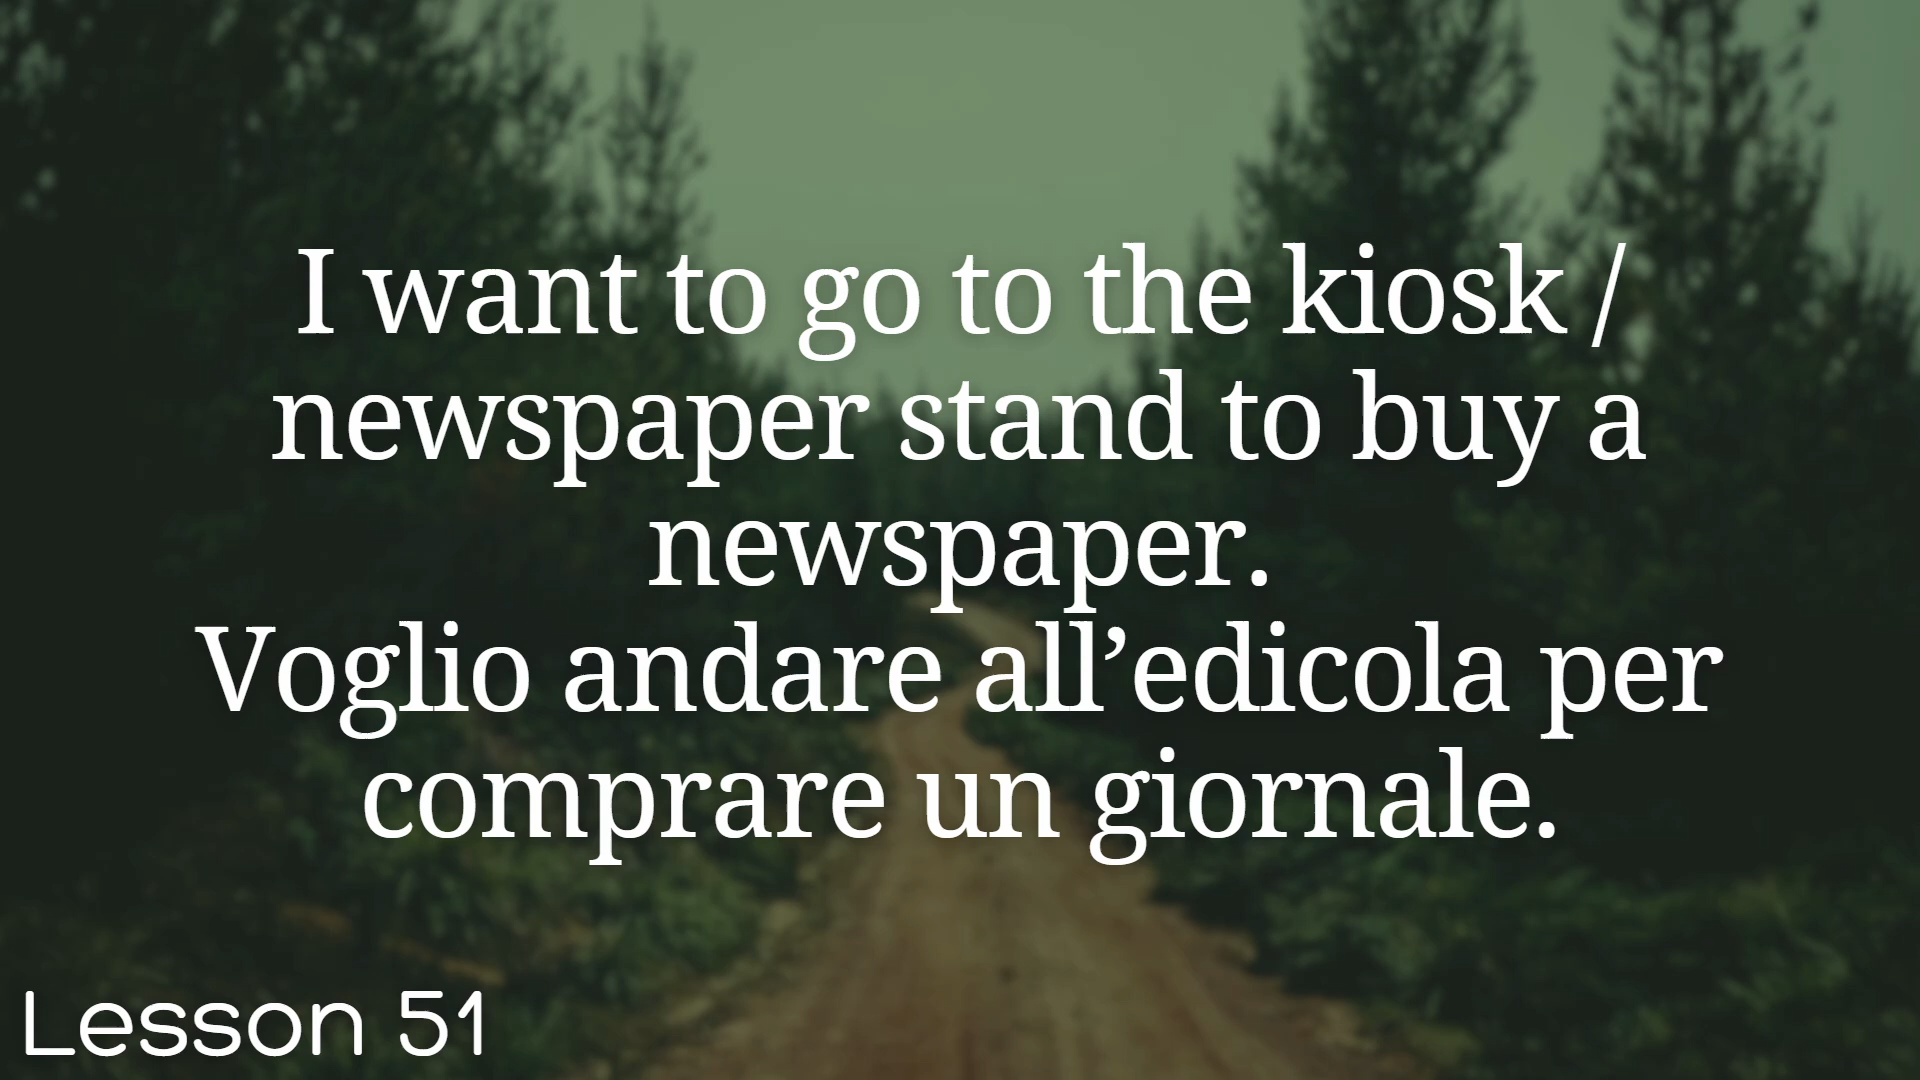 I want to go to the kiosk /
newspaper stand to buy a
newspaper.
Voglio andare all’edicola per
comprare un giornale.
Lesson 51